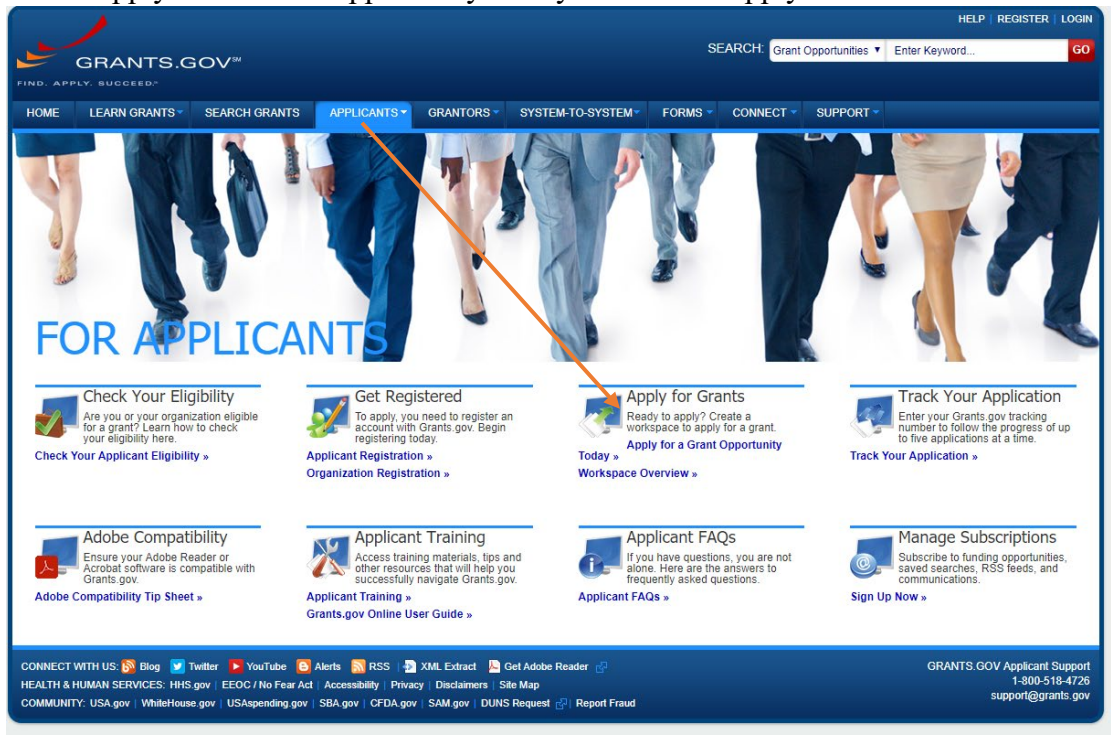 HELP | REGISTER | LOGIN
GRANTS.GOV℠
FIND. APPLY. SUCCEED.℠
SEARCH: Grant Opportunities ▼ Enter Keyword... GO
HOME LEARN GRANTS SEARCH GRANTS APPLICANTS GRANTORS SYSTEM-TO-SYSTEM FORMS CONNECT SUPPORT
FOR APPLICANTS
Check Your Eligibility
Are you or your organization eligible
for a grant? Learn how to check
your eligibility here.
Check Your Applicant Eligibility »
Get Registered
To apply, you need to register an
account with Grants.gov. Begin
registering today.
Applicant Registration »
Organization Registration »
Apply for Grants
Ready to apply? Create a
workspace to apply for a grant.
Apply for a Grant Opportunity
Today »
Workspace Overview »
Track Your Application
Enter your Grants.gov tracking
number to follow the progress of up
to five applications at a time.
Track Your Application »
Adobe Compatibility
Ensure your Adobe Reader or
Acrobat software is compatible with
Grants.gov.
Adobe Compatibility Tip Sheet »
Applicant Training
Access training materials, tips and
other resources that will help you
successfully navigate Grants.gov.
Applicant Training »
Grants.gov Online User Guide »
Applicant FAQs
If you have questions, you are not
alone. Here are the answers to
frequently asked questions.
Applicant FAQs »
Manage Subscriptions
Subscribe to funding opportunities,
saved searches, RSS feeds, and
communications.
Sign Up Now »
CONNECT WITH US: Blog Twitter YouTube Alerts RSS | XML Extract Get Adobe Reader
HEALTH & HUMAN SERVICES: HHS.gov | EEOC / No Fear Act | Accessibility | Privacy | Disclaimers | Site Map
COMMUNITY: USA.gov | WhiteHouse.gov | USAspending.gov | SBA.gov | CFDA.gov | SAM.gov | DUNS Request | Report Fraud
GRANTS.GOV Applicant Support
1-800-518-4726
support@grants.gov